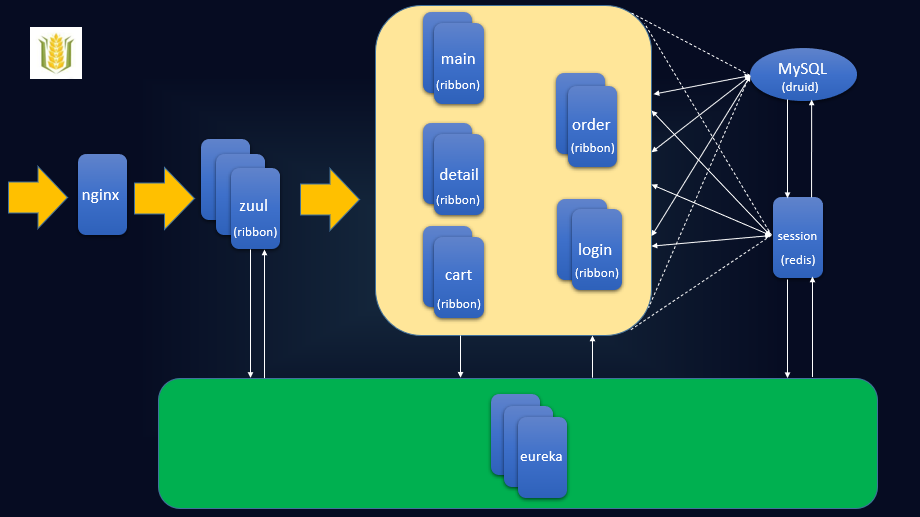 nginx
zuul
(ribbon)
main
(ribbon)
detail
(ribbon)
cart
(ribbon)
order
(ribbon)
login
(ribbon)
MySQL
(druid)
session
(redis)
eureka